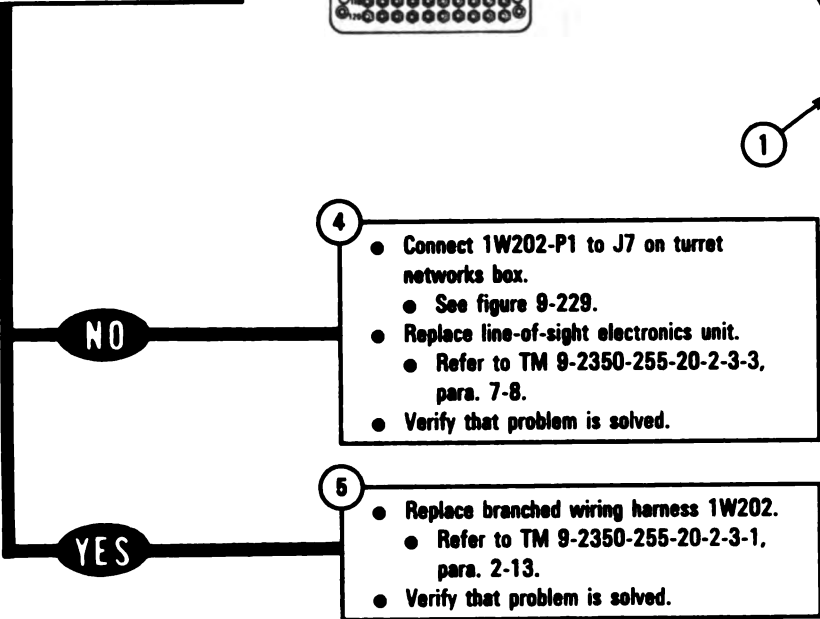 1
4
● Connect 1W202-P1 to J7 on turret
networks box.
● See figure 9-229.
● Replace line-of-sight electronics unit.
● Refer to TM 9-2350-255-20-2-3-3,
para. 7-8.
● Verify that problem is solved.
NO
5
● Replace branched wiring harness 1W202.
● Refer to TM 9-2350-255-20-2-3-1,
para. 2-13.
● Verify that problem is solved.
YES